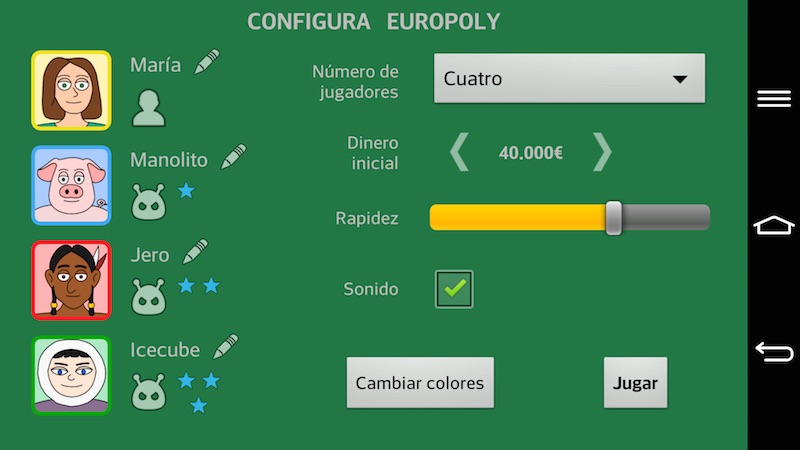 CONFIGURA EUROPOLY
María
Manolito
Jero
Icecube
Número de
jugadores
Cuatro
Dinero
inicial
40.000€
Rapidez
Sonido
Cambiar colores
Jugar